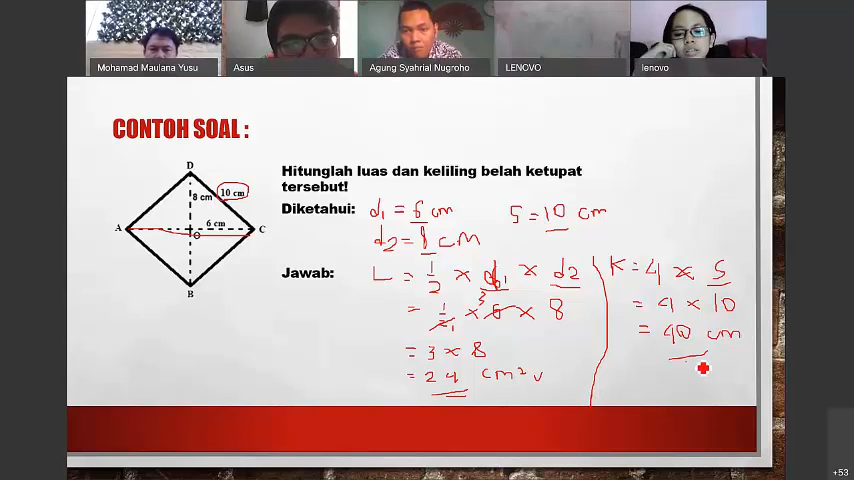 Mohamad Maulana Yusu
Asus
Agung Syahrial Nugroho
LENOVO
lenovo
CONTOH SOAL :
D
8 cm
10 cm
6 cm
A
O
C
B
Hitunglah luas dan keliling belah ketupat
tersebut!
Diketahui: d1 = 6 cm S = 10 cm
d2 = 8 cm
Jawab: L = 1/2 x d1 x d2
= 1/2 1 x 3 6 x 8
= 3 x 8
= 24 cm²
K = 4 x S
= 4 x 10
= 40 cm
+53